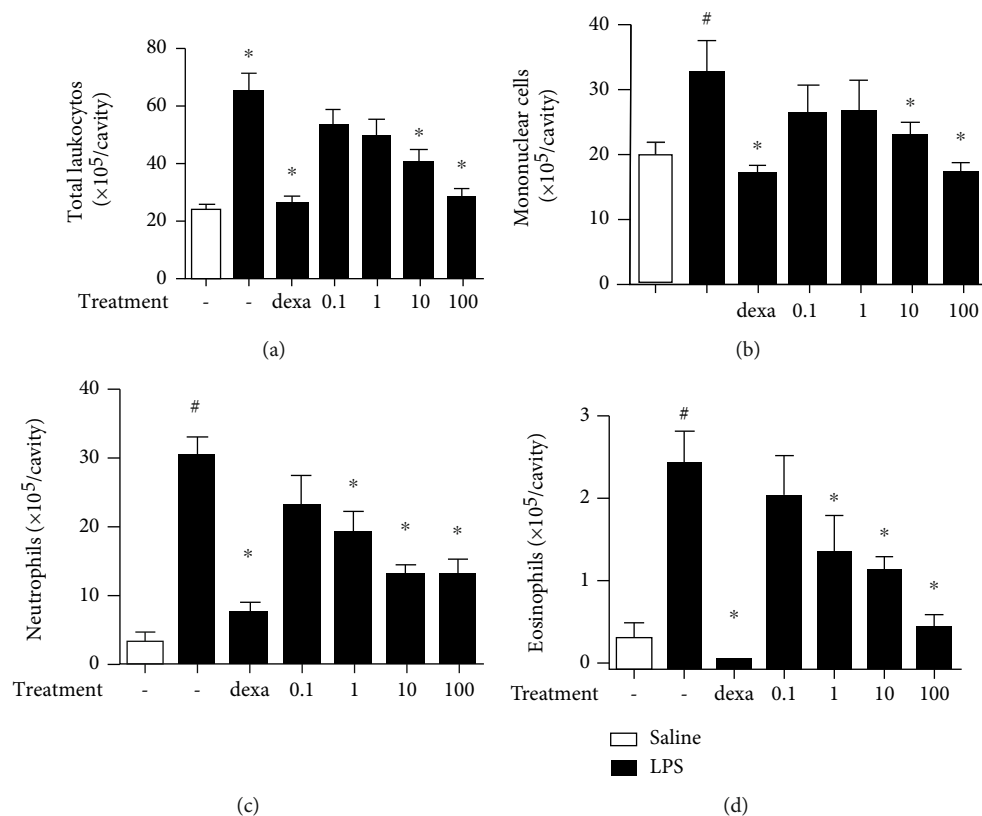 Total leukocytos
(×10⁵/cavity)
80
60
40
20
0
* * * *
Treatment - - dexa 0.1 1 10 100
(a)
Mononuclear cells
(×10⁵/cavity)
40
30
20
10
0
# * * *
dexa 0.1 1 10 100
(b)
Neutrophils (×10⁵/cavity)
40
30
20
10
0
# * * * *
Treatment - - dexa 0.1 1 10 100
(c)
Eosinophils (×10⁵/cavity)
3
2
1
0
# * * * *
Treatment - - dexa 0.1 1 10 100
Saline
LPS
(d)